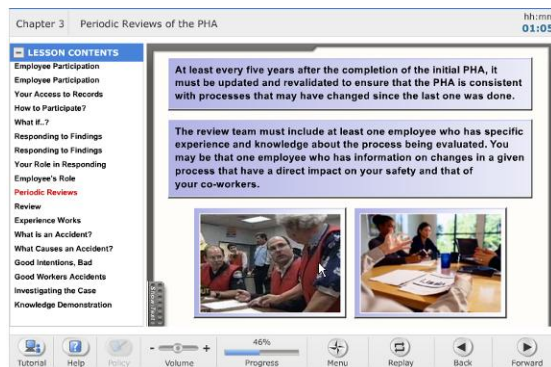 Chapter 3 Periodic Reviews of the PHA
hh:mm
01:05
LESSON CONTENTS
Employee Participation
Employee Participation
Your Access to Records
How to Participate?
What if..?
Responding to Findings
Responding to Findings
Your Role in Responding
Employee's Role
Periodic Reviews
Review
Experience Works
What is an Accident?
What Causes an Accident?
Good Intentions, Bad
Good Workers Accidents
Investigating the Case
Knowledge Demonstration
At least every five years after the completion of the initial PHA, it
must be updated and revalidated to ensure that the PHA is consistent
with processes that may have changed since the last one was done.
The review team must include at least one employee who has specific
experience and knowledge about the process being evaluated. You
may be that one employee who has information on changes in a given
process that have a direct impact on your safety and that of
your co-workers.
46%
Tutorial
Help
Policy
- +
Volume
Progress
Menu
Replay
Back
Forward